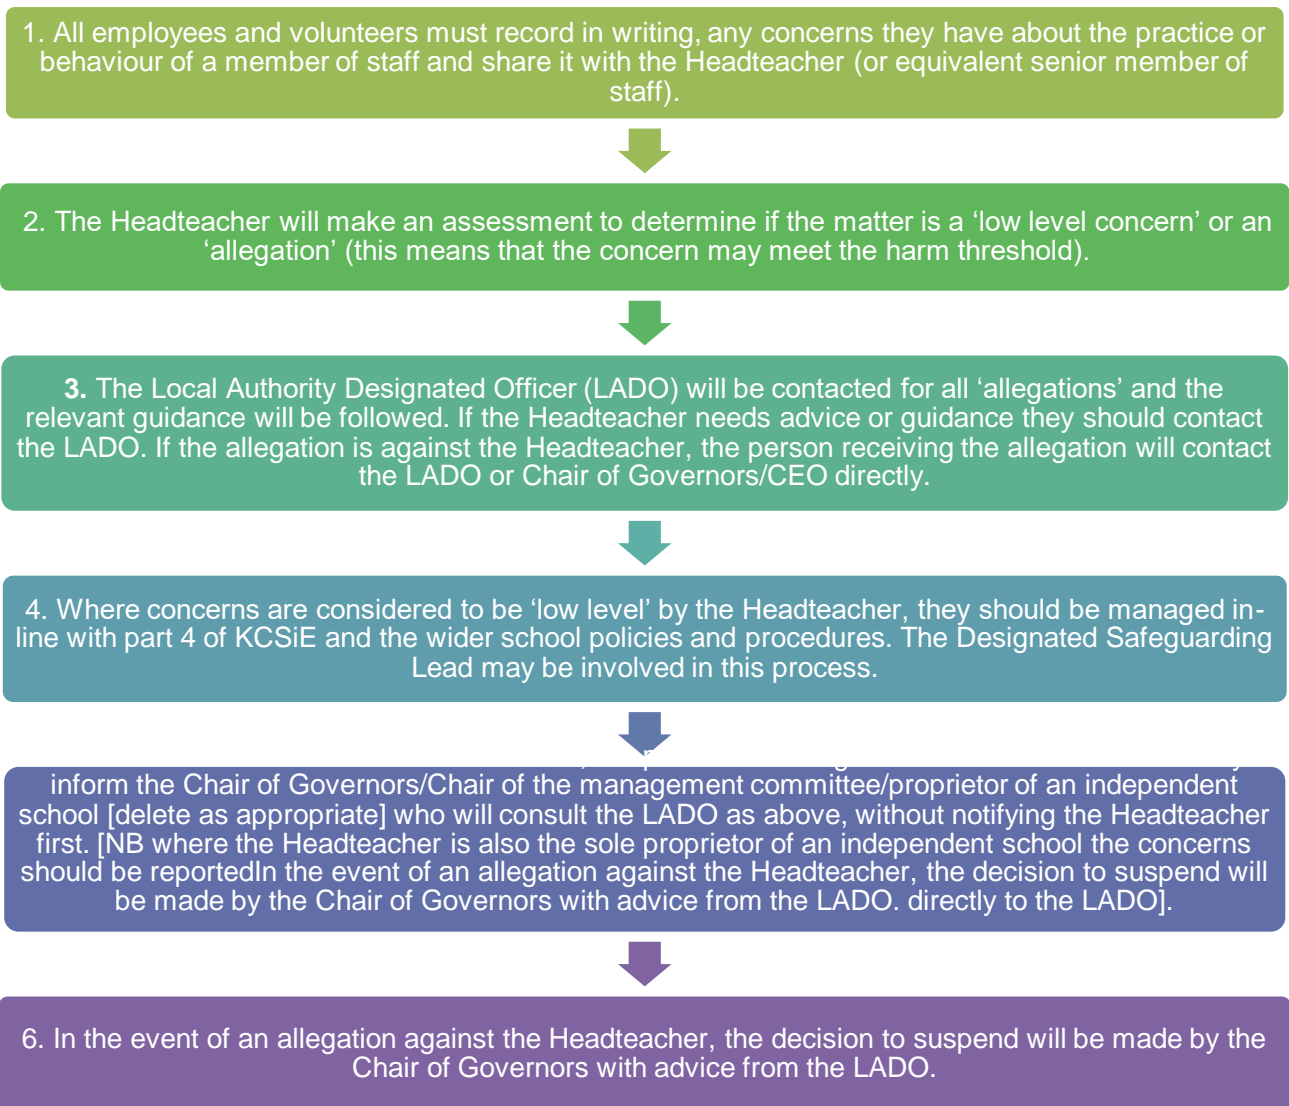 1. All employees and volunteers must record in writing, any concerns they have about the practice or
behaviour of a member of staff and share it with the Headteacher (or equivalent senior member of
staff).
2. The Headteacher will make an assessment to determine if the matter is a ‘low level concern’ or an
‘allegation’ (this means that the concern may meet the harm threshold).
3. The Local Authority Designated Officer (LADO) will be contacted for all ‘allegations’ and the
relevant guidance will be followed. If the Headteacher needs advice or guidance they should contact
the LADO. If the allegation is against the Headteacher, the person receiving the allegation will contact
the LADO or Chair of Governors/CEO directly.
4. Where concerns are considered to be ‘low level’ by the Headteacher, they should be managed in-
line with part 4 of KCSiE and the wider school policies and procedures. The Designated Safeguarding
Lead may be involved in this process.
inform the Chair of Governors/Chair of the management committee/proprietor of an independent
school [delete as appropriate] who will consult the LADO as above, without notifying the Headteacher
first. [NB where the Headteacher is also the sole proprietor of an independent school the concerns
should be reportedIn the event of an allegation against the Headteacher, the decision to suspend will
be made by the Chair of Governors with advice from the LADO. directly to the LADO].
6. In the event of an allegation against the Headteacher, the decision to suspend will be made by the
Chair of Governors with advice from the LADO.